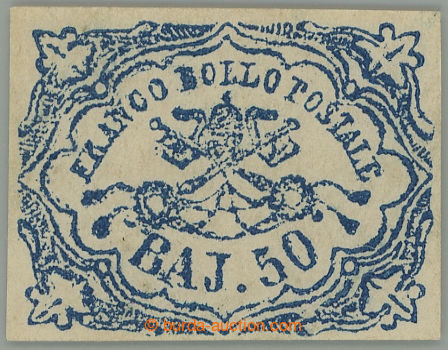 FRANCO BOLLO POSTALE
BAJ. 50
© burda-auction.com